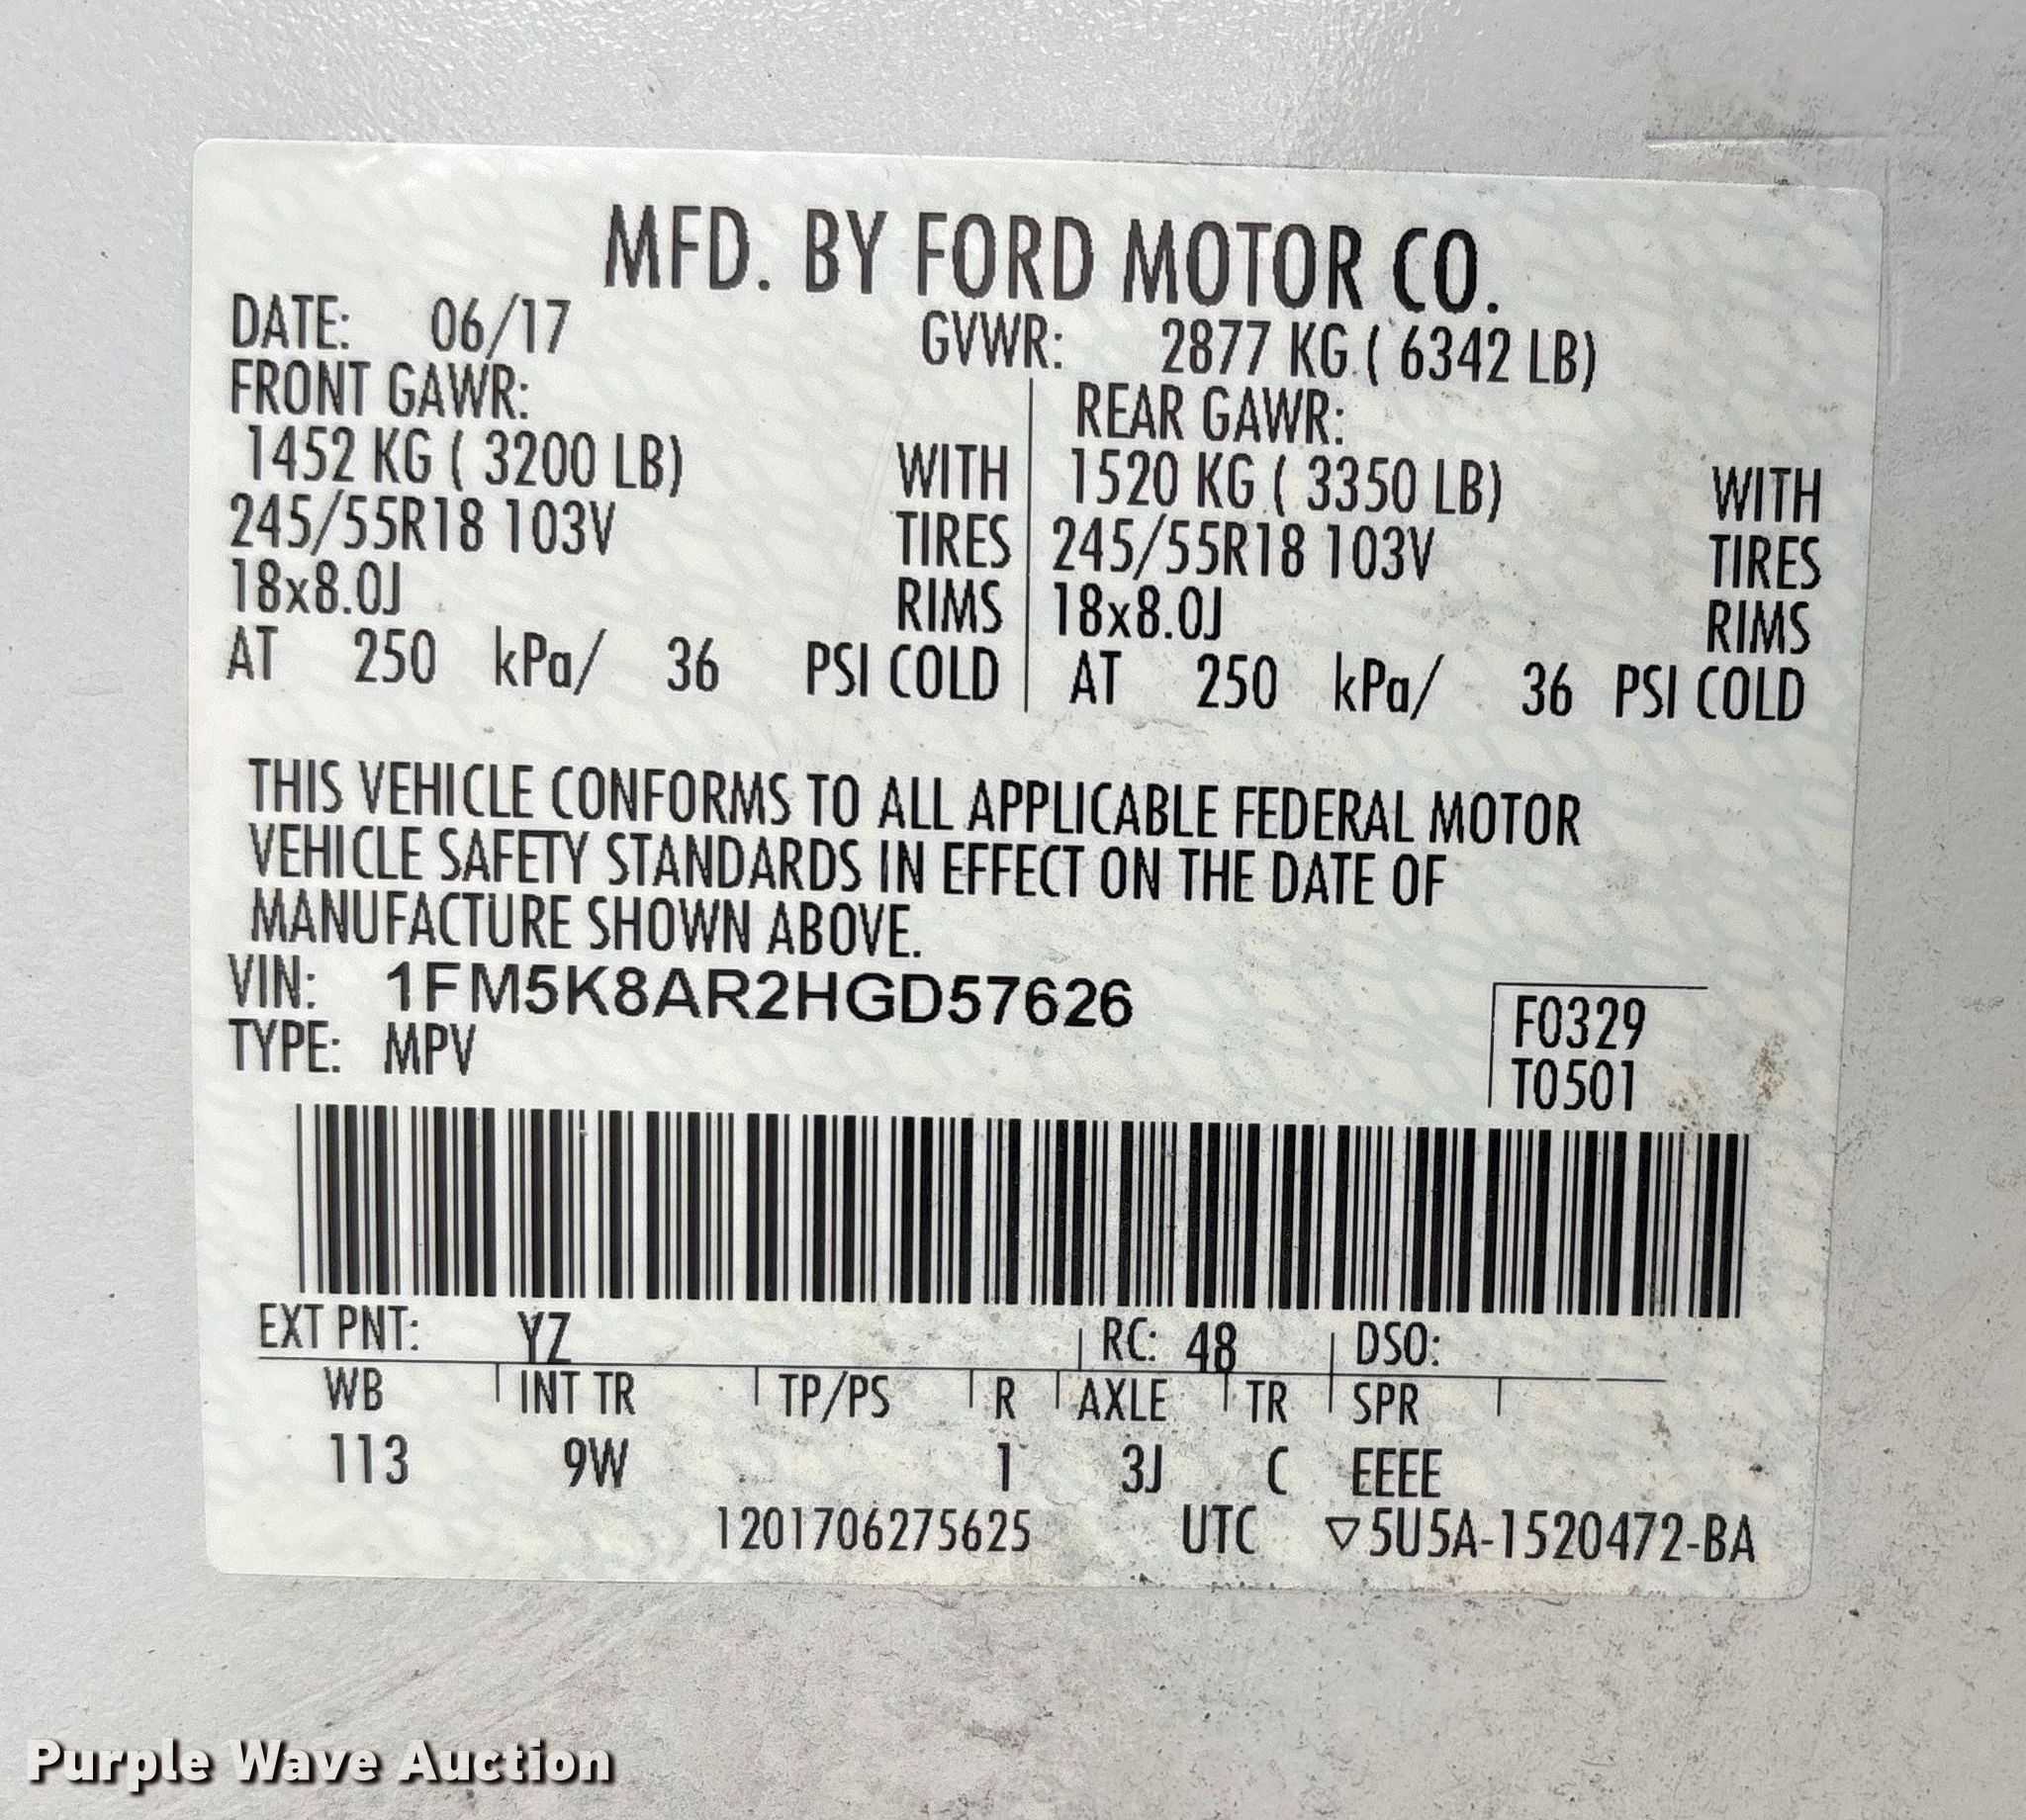 MFD. BY FORD MOTOR CO.
DATE: 06/17 GVWR: 2877 KG ( 6342 LB)
FRONT GAWR: REAR GAWR:
1452 KG ( 3200 LB) WITH 1520 KG ( 3350 LB) WITH
245/55R18 103V TIRES 245/55R18 103V TIRES
18x8.0J RIMS 18x8.0J RIMS
AT 250 kPa/ 36 PSI COLD AT 250 kPa/ 36 PSI COLD
THIS VEHICLE CONFORMS TO ALL APPLICABLE FEDERAL MOTOR
VEHICLE SAFETY STANDARDS IN EFFECT ON THE DATE OF
MANUFACTURE SHOWN ABOVE.
VIN: 1FM5K8AR2HGD57626 F0329
TYPE: MPV T0501
EXT PNT: YZ RC: 48 DSO:
WB INT TR TP/PS R AXLE TR SPR
113 9W 1 3J C EEEE
1201706275625 UTC ▽5U5A-1520472-BA
Purple Wave Auction